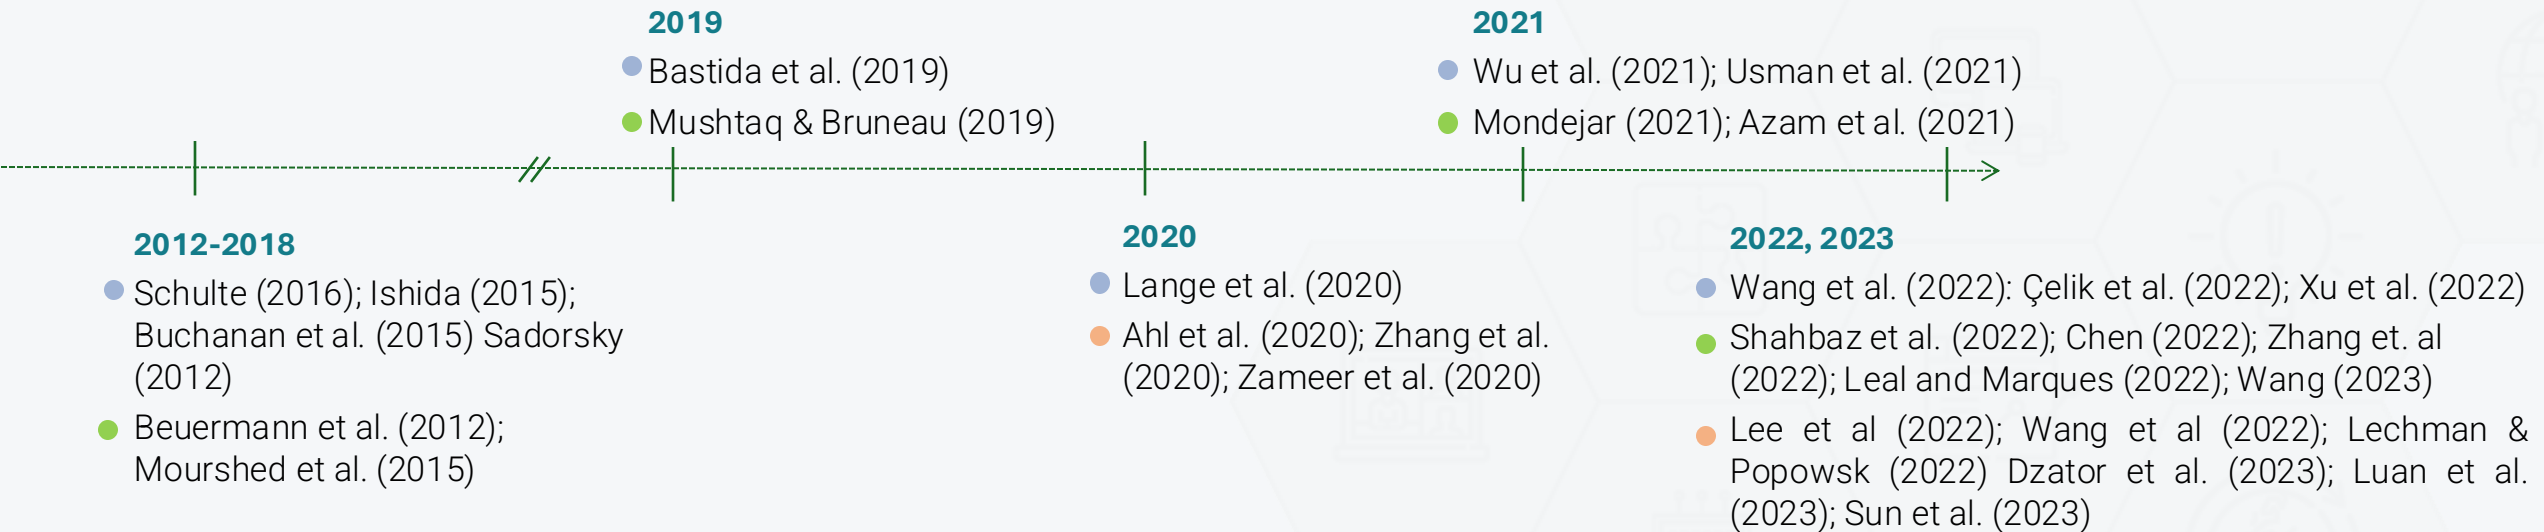 2019
Bastida et al. (2019)
Mushtaq & Bruneau (2019)
2021
Wu et al. (2021); Usman et al. (2021)
Mondejar (2021); Azam et al. (2021)
2012-2018
Schulte (2016); Ishida (2015);
Buchanan et al. (2015) Sadorsky
(2012)
Beuermann et al. (2012);
Mourshed et al. (2015)
2020
Lange et al. (2020)
Ahl et al. (2020); Zhang et al.
(2020); Zameer et al. (2020)
2022, 2023
Wang et al. (2022): Çelik et al. (2022); Xu et al. (2022)
Shahbaz et al. (2022); Chen (2022); Zhang et. al
(2022); Leal and Marques (2022); Wang (2023)
Lee et al (2022); Wang et al (2022); Lechman &
Popowsk (2022) Dzator et al. (2023); Luan et al.
(2023); Sun et al. (2023)